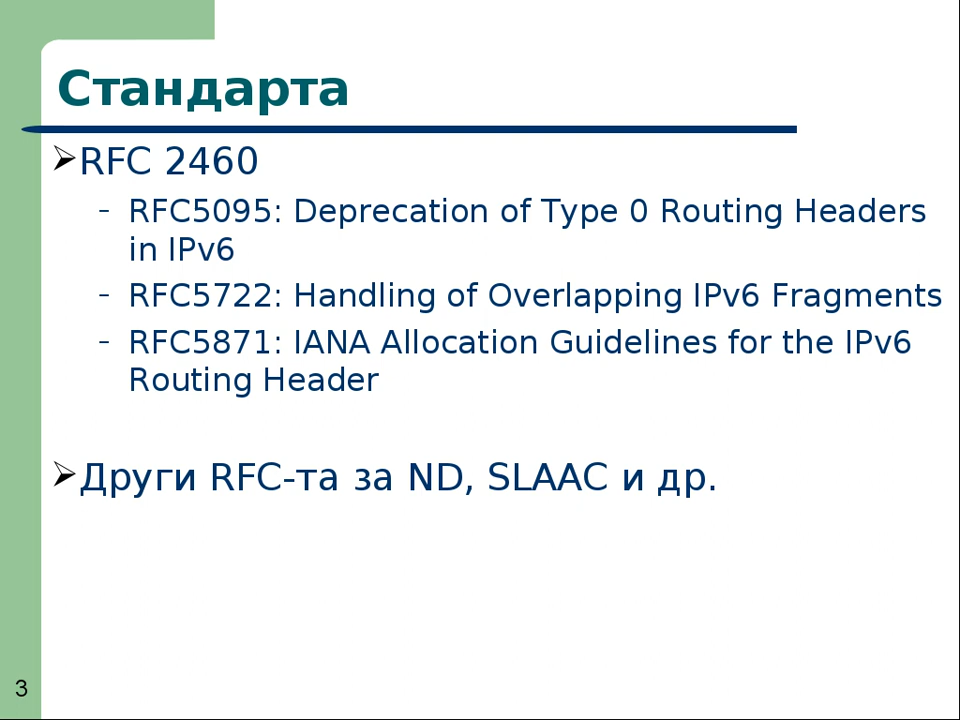 Стандарта
➢RFC 2460
– RFC5095: Deprecation of Type 0 Routing Headers
in IPv6
– RFC5722: Handling of Overlapping IPv6 Fragments
– RFC5871: IANA Allocation Guidelines for the IPv6
Routing Header
➢Други RFC-та за ND, SLAAC и др.
3